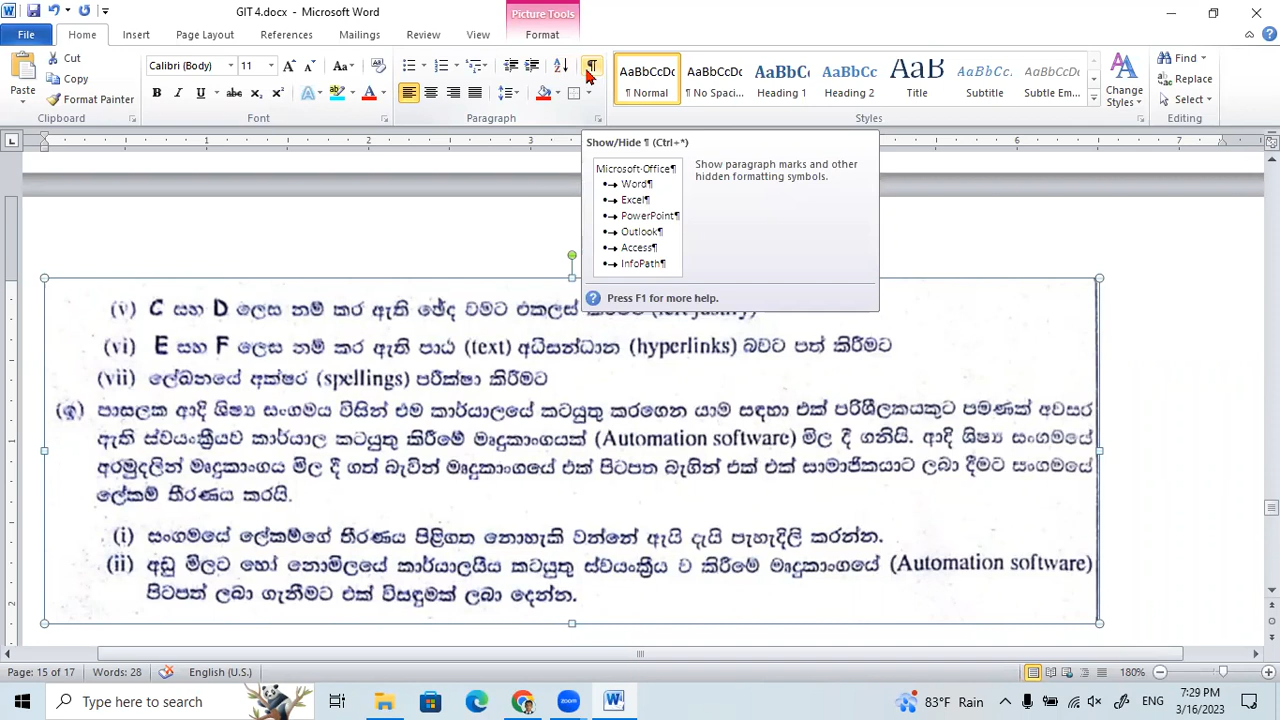 GIT 4.docx - Microsoft Word
Picture Tools
File Home Insert Page Layout References Mailings Review View Format
Paste
Cut
Copy
Format Painter
Clipboard
Calibri (Body) 11
Font
Paragraph
AaBbCcDc AaBbCcDc AaBbCc AaBbCc AaB AaBbCcDc AaBbCcDc
¶ Normal ¶ No Spaci... Heading 1 Heading 2 Title Subtitle Subtle Em...
Styles
Change Styles
Find
Replace
Select
Editing
Show/Hide ¶ (Ctrl+*)
Show paragraph marks and other
hidden formatting symbols.
Microsoft·Office¶
Word¶
Excel¶
PowerPoint¶
Outlook¶
Access¶
InfoPath¶
Press F1 for more help.
(v) C සහ D ලෙස නම් කර ඇති ඡේද වමට එකලස්
(vi) E සහ F ලෙස නම් කර ඇති පාඨ (text) අධිසන්ධාන (hyperlinks) බවට පත් කිරීමට
(vii) ලේඛනයේ අක්ෂර (spellings) පරීක්ෂා කිරීමට
පාසලක ආදි ශිෂ්‍ය සංගමය විසින් එම කාර්යාලයේ කටයුතු කරගෙන යාම සඳහා එක් පරිශීලකයකුට පමණක් අවසර
ඇති ස්වයංක්‍රීයව කාර්යාල කටයුතු කිරීමේ මෘදුකාංගයක් (Automation software) මිල දී ගනියි. ආදි ශිෂ්‍ය සංගමයේ
අරමුදලින් මෘදුකාංගය මිල දී ගත් බැවින් මෘදුකාංගයේ එක් පිටපත බැගින් එක් එක් සාමාජිකයාට ලබා දීමට සංගමයේ
ලේකම් තීරණය කරයි.
(i) සංගමයේ ලේකම්ගේ තීරණය පිළිගත නොහැකි වන්නේ ඇයි දැයි පැහැදිලි කරන්න.
(ii) අඩු මිලට හෝ නොමිලයේ කාර්යාලයීය කටයුතු ස්වයංක්‍රීය ව කිරීමේ මෘදුකාංගයේ (Automation software)
පිටපත් ලබා ගැනීමට එක් විසඳුමක් ලබා දෙන්න.
Page: 15 of 17 Words: 28 English (U.S.) 180%
Type here to search
83°F Rain ENG 7:29 PM
3/16/2023